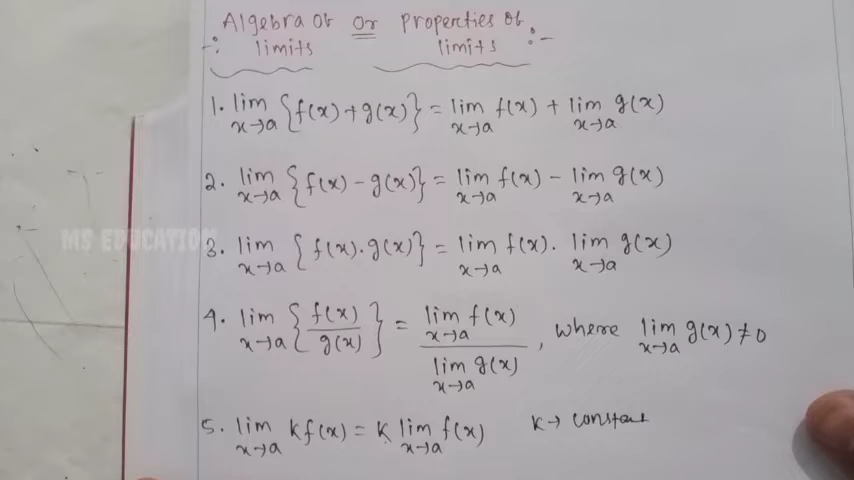 Algebra of or properties of
-: limits limits :-
1. lim x→a {f(x) + g(x)} = lim x→a f(x) + lim x→a g(x)
2. lim x→a {f(x) - g(x)} = lim x→a f(x) - lim x→a g(x)
MS EDUCATION
3. lim x→a {f(x) . g(x)} = lim x→a f(x) . lim x→a g(x)
4. lim x→a {f(x)/g(x)} = lim x→a f(x) / lim x→a g(x) , where lim x→a g(x) ≠ 0
5. lim x→a K f(x) = K lim x→a f(x) K→ constant